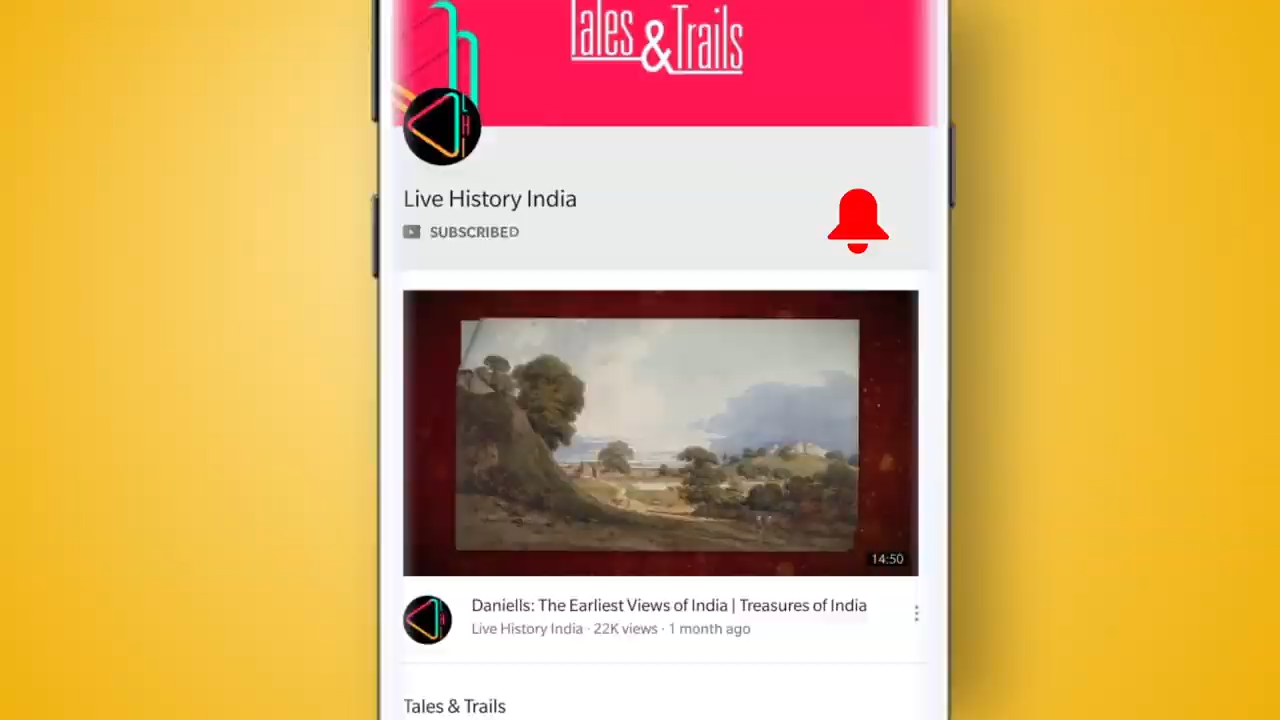 Tales & Trails
L
H
I
Live History India
SUBSCRIBED
14:50
Daniells: The Earliest Views of India | Treasures of India
Live History India · 22K views · 1 month ago
Tales & Trails